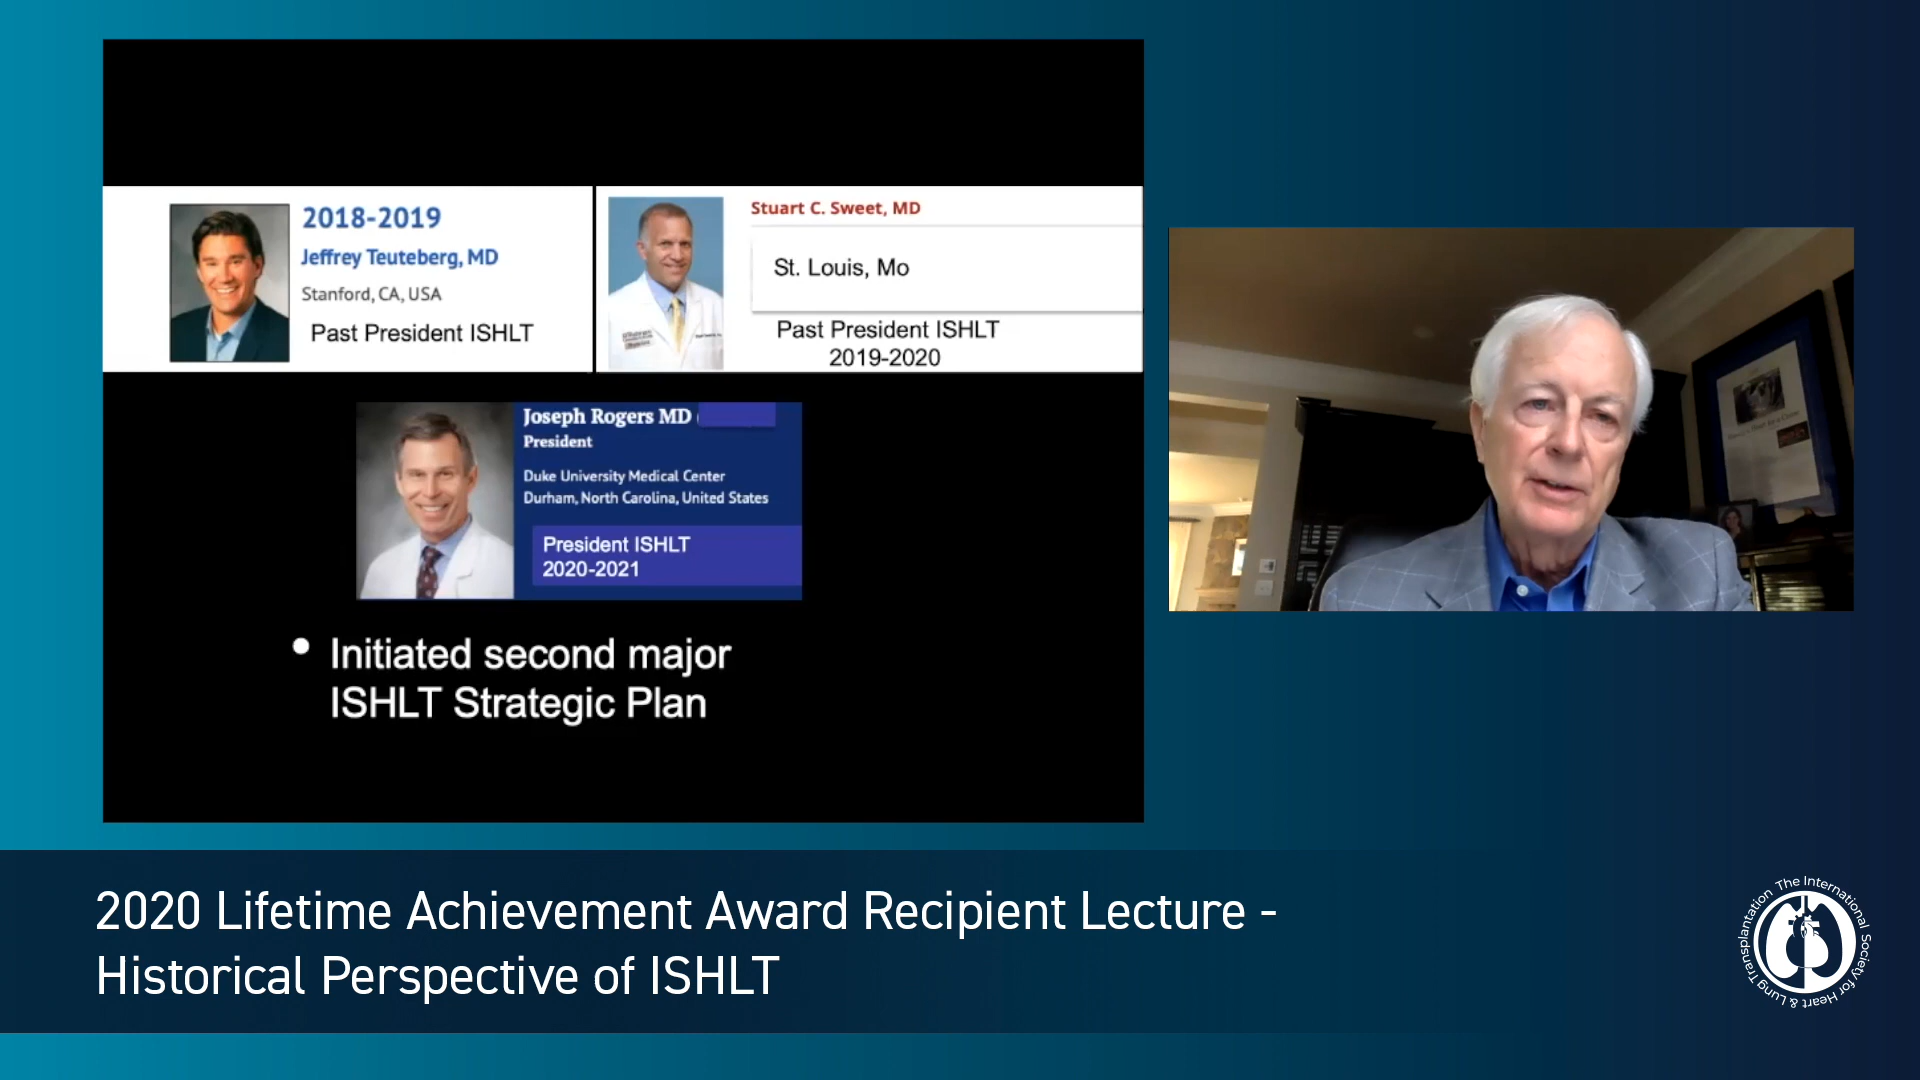 2018-2019
Jeffrey Teuteberg, MD
Stanford, CA, USA
Past President ISHLT
Stuart C. Sweet, MD
St. Louis, Mo
Past President ISHLT
2019-2020
Joseph Rogers MD (
President
Duke University Medical Center
Durham, North Carolina, United States
President ISHLT
2020-2021
• Initiated second major
ISHLT Strategic Plan
2020 Lifetime Achievement Award Recipient Lecture -
Historical Perspective of ISHLT
The International Society for Heart & Lung Transplantation